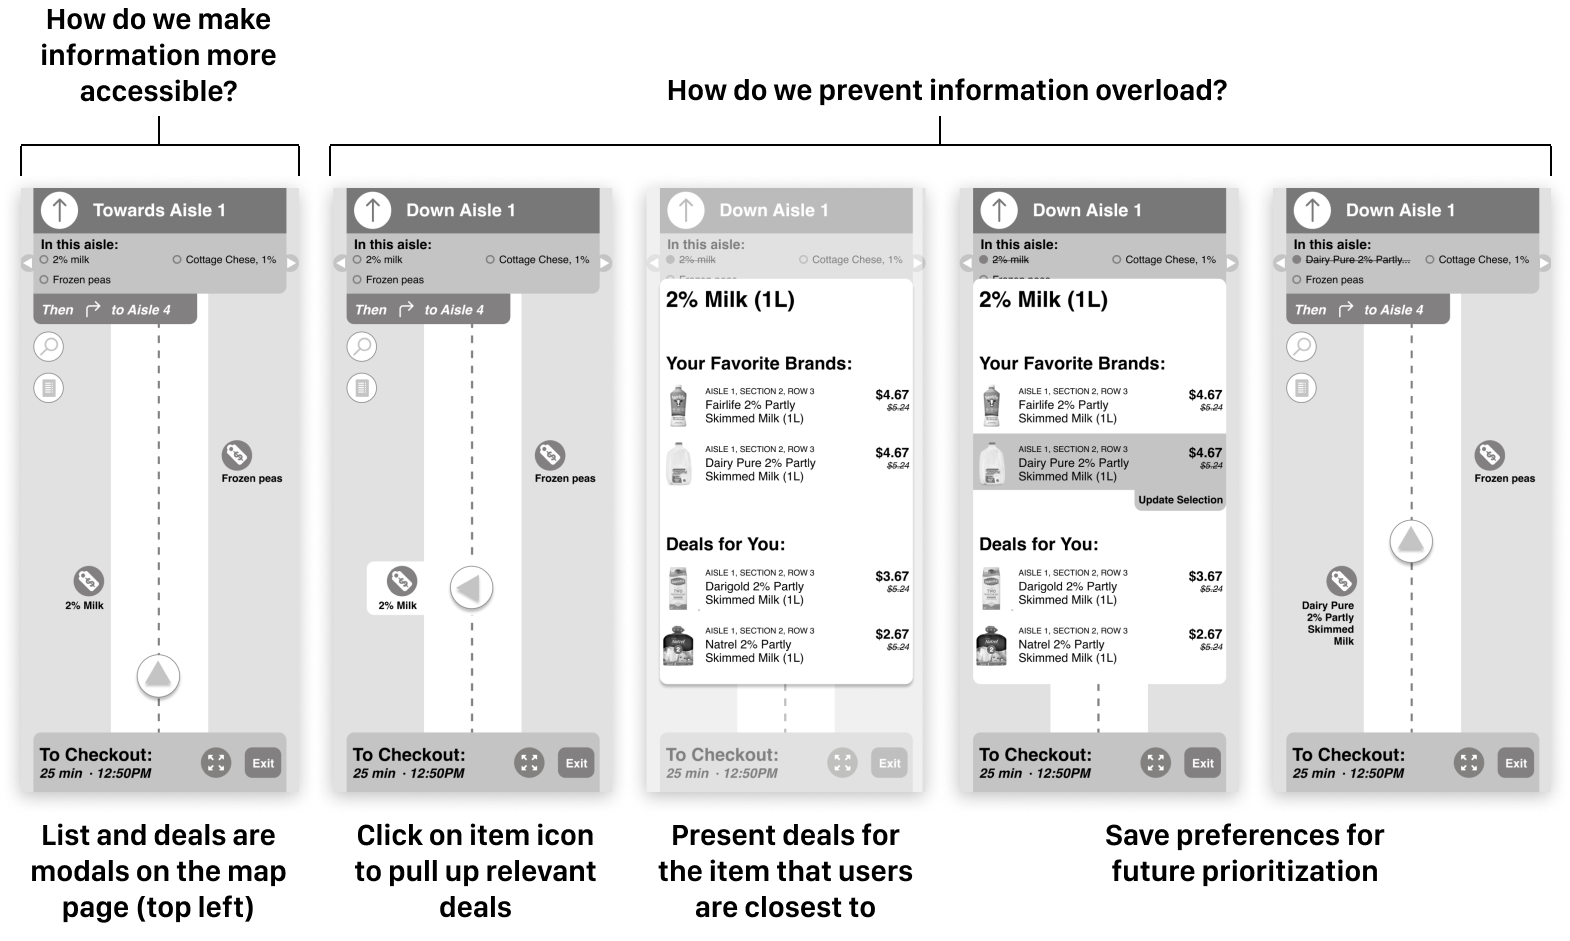 How do we make
information more
accessible?
How do we prevent information overload?
Towards Aisle 1
In this aisle:
2% milk
Cottage Chese, 1%
Frozen peas
Then to Aisle 4
Frozen peas
2% Milk
To Checkout:
25 min · 12:50PM
Exit
List and deals are
modals on the map
page (top left)
Down Aisle 1
In this aisle:
2% milk
Cottage Chese, 1%
Frozen peas
Then to Aisle 4
Frozen peas
2% Milk
To Checkout:
25 min · 12:50PM
Exit
Click on item icon
to pull up relevant
deals
Down Aisle 1
In this aisle:
2% milk
Cottage Chese, 1%
Frozen peas
2% Milk (1L)
Your Favorite Brands:
AISLE 1, SECTION 2, ROW 3
Fairlife 2% Partly
Skimmed Milk (1L)
$4.67
$5.24
AISLE 1, SECTION 2, ROW 3
Dairy Pure 2% Partly
Skimmed Milk (1L)
$4.67
$5.24
Deals for You:
AISLE 1, SECTION 2, ROW 3
Darigold 2% Partly
Skimmed Milk (1L)
$3.67
$5.24
AISLE 1, SECTION 2, ROW 3
Natrel 2% Partly
Skimmed Milk (1L)
$2.67
$5.24
To Checkout:
25 min · 12:50PM
Exit
Present deals for
the item that users
are closest to
Down Aisle 1
In this aisle:
2% milk
Cottage Chese, 1%
Frozen peas
2% Milk (1L)
Your Favorite Brands:
AISLE 1, SECTION 2, ROW 3
Fairlife 2% Partly
Skimmed Milk (1L)
$4.67
$5.24
AISLE 1, SECTION 2, ROW 3
Dairy Pure 2% Partly
Skimmed Milk (1L)
$4.67
$5.24
Update Selection
Deals for You:
AISLE 1, SECTION 2, ROW 3
Darigold 2% Partly
Skimmed Milk (1L)
$3.67
$5.24
AISLE 1, SECTION 2, ROW 3
Natrel 2% Partly
Skimmed Milk (1L)
$2.67
$5.24
To Checkout:
25 min · 12:50PM
Exit
Down Aisle 1
In this aisle:
Dairy Pure 2% Partly...
Cottage Chese, 1%
Frozen peas
Then to Aisle 4
Frozen peas
Dairy Pure
2% Partly
Skimmed
Milk
To Checkout:
25 min · 12:50PM
Exit
Save preferences for
future prioritization